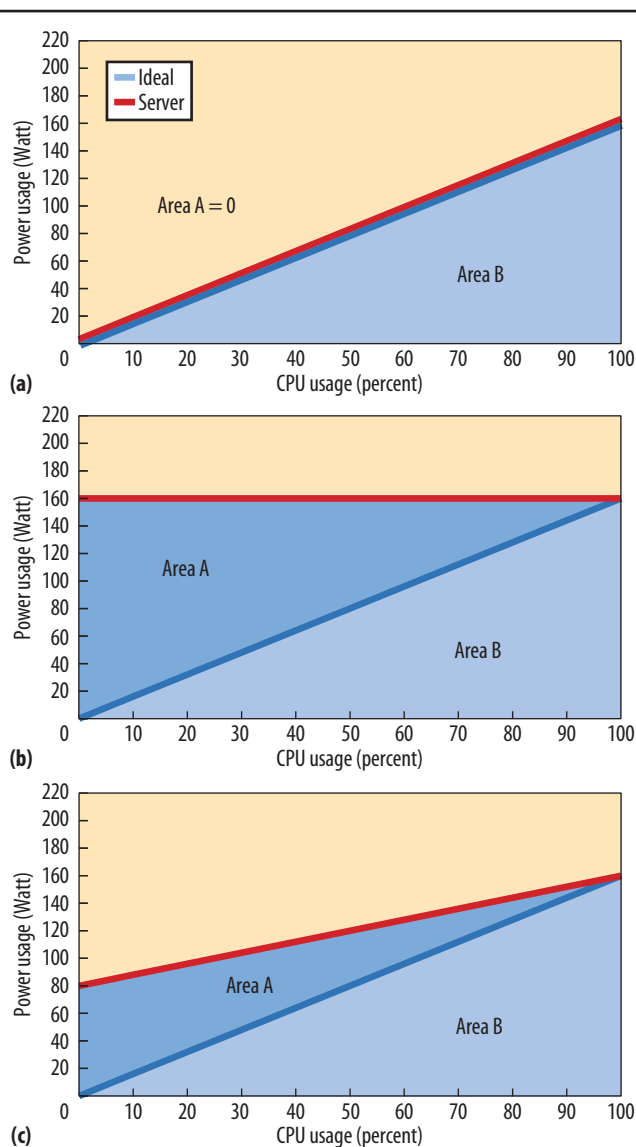 220
200
180
160
140
120
100
80
60
40
20
0
Power usage (Watt)
Ideal
Server
Area A = 0
Area B
10 20 30 40 50 60 70 80 90 100
CPU usage (percent)
(a)
220
200
180
160
140
120
100
80
60
40
20
0
Power usage (Watt)
Area A
Area B
10 20 30 40 50 60 70 80 90 100
CPU usage (percent)
(b)
220
200
180
160
140
120
100
80
60
40
20
0
Power usage (Watt)
Area A
Area B
10 20 30 40 50 60 70 80 90 100
CPU usage (percent)
(c)